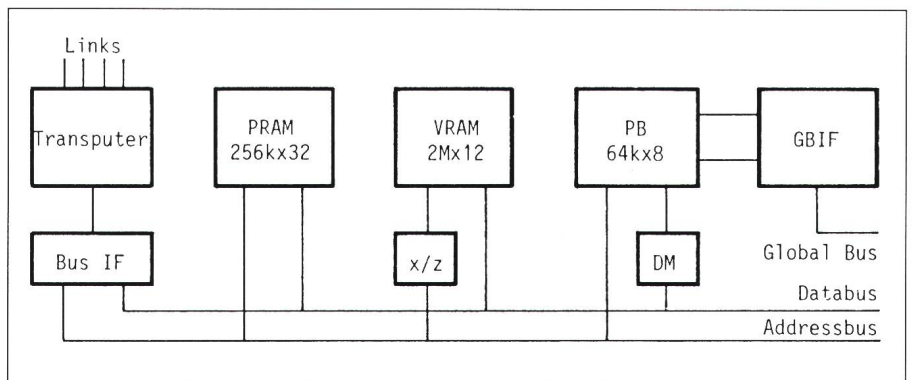 Links
Transputer
PRAM
256kx32
VRAM
2Mx12
PB
64kx8
GBIF
Bus IF
x/z
DM
Global Bus
Databus
Addressbus